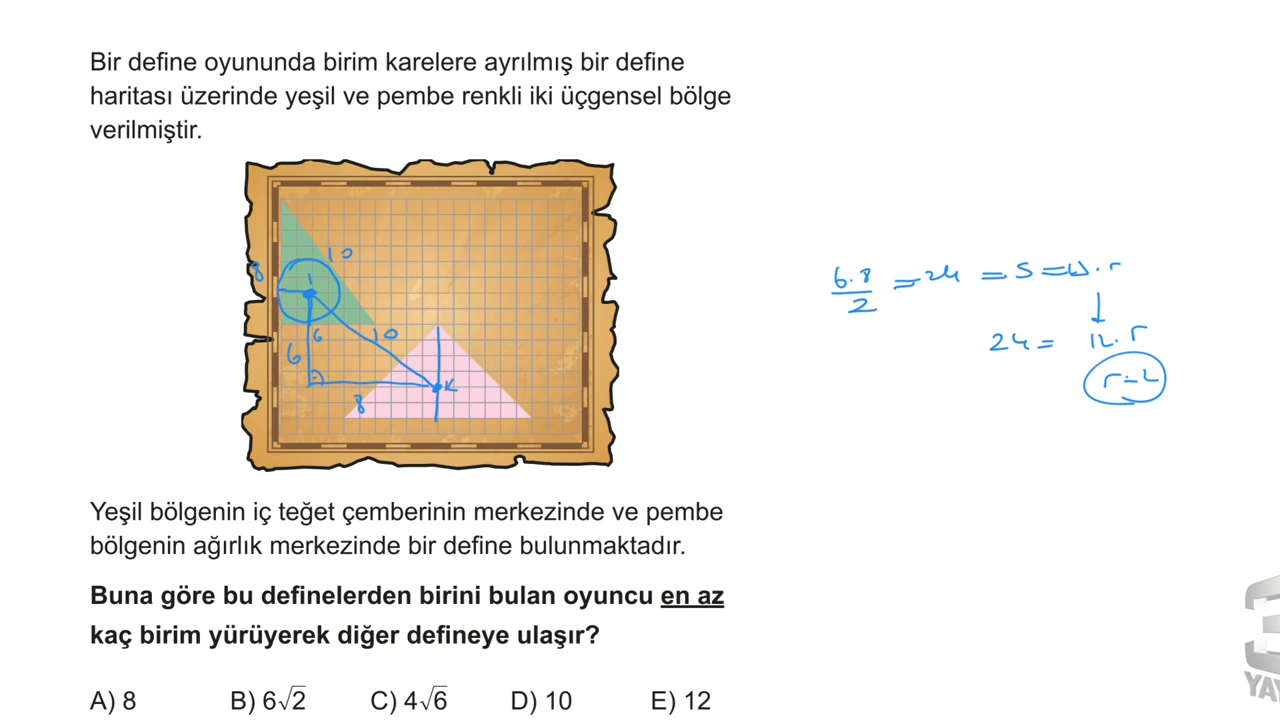 Bir define oyununda birim karelere ayrılmış bir define
haritası üzerinde yeşil ve pembe renkli iki üçgensel bölge
verilmiştir.
10
8
6
6
10
K
8
6.8/2 = 24 = S = u.r
24 = 12.r
r=2
Yeşil bölgenin iç teğet çemberinin merkezinde ve pembe
bölgenin ağırlık merkezinde bir define bulunmaktadır.
Buna göre bu definelerden birini bulan oyuncu en az
kaç birim yürüyerek diğer defineye ulaşır?
A) 8 B) 6√2 C) 4√6 D) 10 E) 12
3
YAY